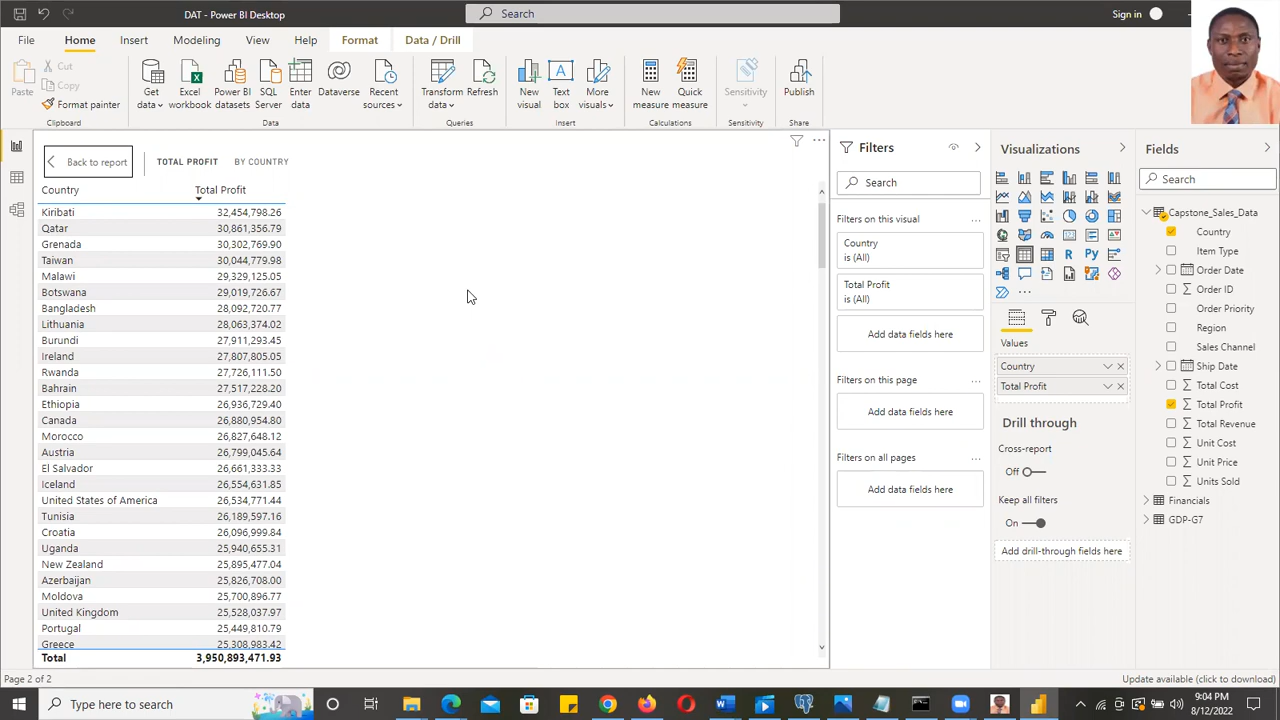 DAT - Power BI Desktop
Search
Sign in
File
Home
Insert
Modeling
View
Help
Format
Data / Drill
Paste
Cut
Copy
Format painter
Clipboard
Get data
Excel workbook
Power BI datasets
SQL Server
Enter data
Dataverse
Recent sources
Data
Transform data
Refresh
Queries
New visual
Text box
More visuals
Insert
New measure
Quick measure
Calculations
Sensitivity
Sensitivity
Publish
Share
Back to report
TOTAL PROFIT
BY COUNTRY
Country Total Profit
Kiribati 32,454,798.26
Qatar 30,861,356.79
Grenada 30,302,769.90
Taiwan 30,044,779.98
Malawi 29,329,125.05
Botswana 29,019,726.67
Bangladesh 28,092,720.77
Lithuania 28,063,374.02
Burundi 27,911,293.45
Ireland 27,807,805.05
Rwanda 27,726,111.50
Bahrain 27,517,228.20
Ethiopia 26,936,729.40
Canada 26,880,954.80
Morocco 26,827,648.12
Austria 26,799,045.64
El Salvador 26,661,333.33
Iceland 26,554,631.85
United States of America 26,534,771.44
Tunisia 26,189,597.16
Croatia 26,096,999.84
Uganda 25,940,655.31
New Zealand 25,895,477.04
Azerbaijan 25,826,708.00
Moldova 25,700,896.77
United Kingdom 25,528,037.97
Portugal 25,449,810.79
Greece 25,308,983.42
Total 3,950,893,471.93
Page 2 of 2
Filters
Search
Filters on this visual
Country
is (All)
Total Profit
is (All)
Add data fields here
Filters on this page
Add data fields here
Filters on all pages
Add data fields here
Visualizations
R
Py
Values
Country
Total Profit
Drill through
Cross-report
Off
Keep all filters
On
Add drill-through fields here
Fields
Search
Capstone_Sales_Data
Country
Item Type
Order Date
Order ID
Order Priority
Region
Sales Channel
Ship Date
Total Cost
Total Profit
Total Revenue
Unit Cost
Unit Price
Units Sold
Financials
GDP-G7
Update available (click to download)
Type here to search
9:04 PM
8/12/2022